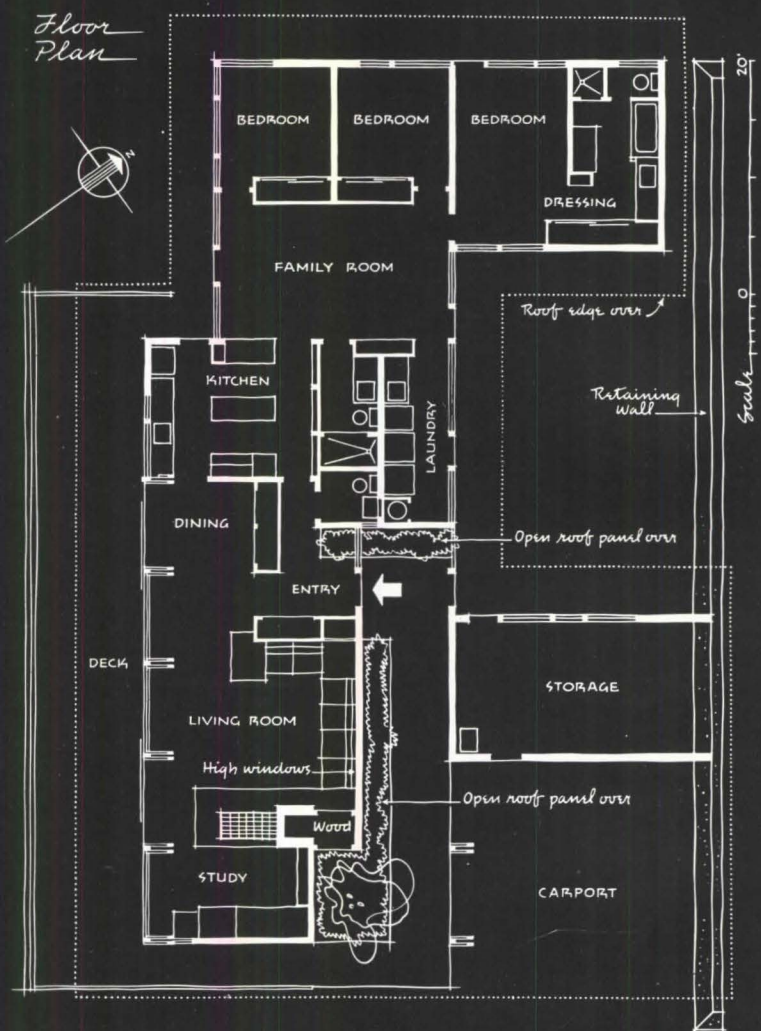 Floor
Plan
N
20'
BEDROOM
BEDROOM
BEDROOM
DRESSING
FAMILY ROOM
0
Roof edge over
Scale
KITCHEN
Retaining
Wall
LAUNDRY
DINING
Open roof panel over
ENTRY
DECK
STORAGE
LIVING ROOM
High windows
Open roof panel over
Wood
STUDY
CARPORT